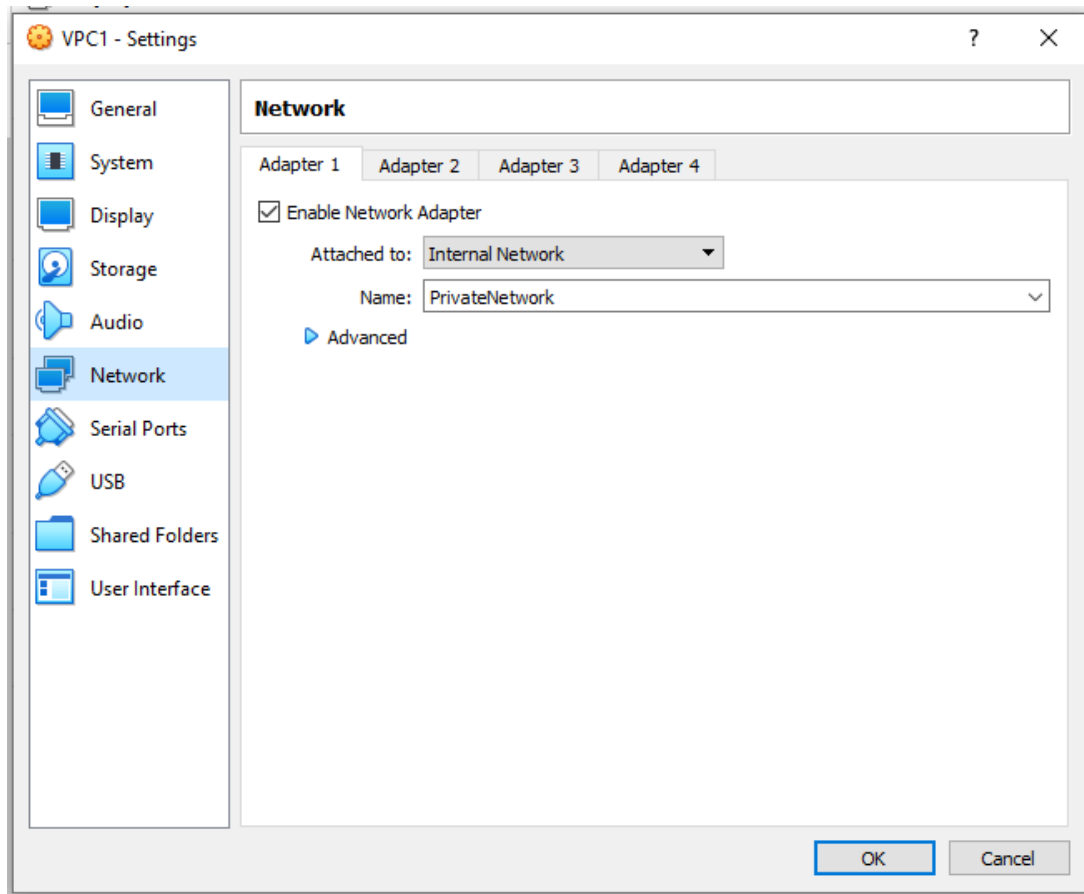 VPC1 - Settings ?
General
System
Display
Storage
Audio
Network
Serial Ports
USB
Shared Folders
User Interface
Network
Adapter 1 Adapter 2 Adapter 3 Adapter 4
Enable Network Adapter
Attached to: Internal Network
Name: PrivateNetwork
Advanced
OK Cancel